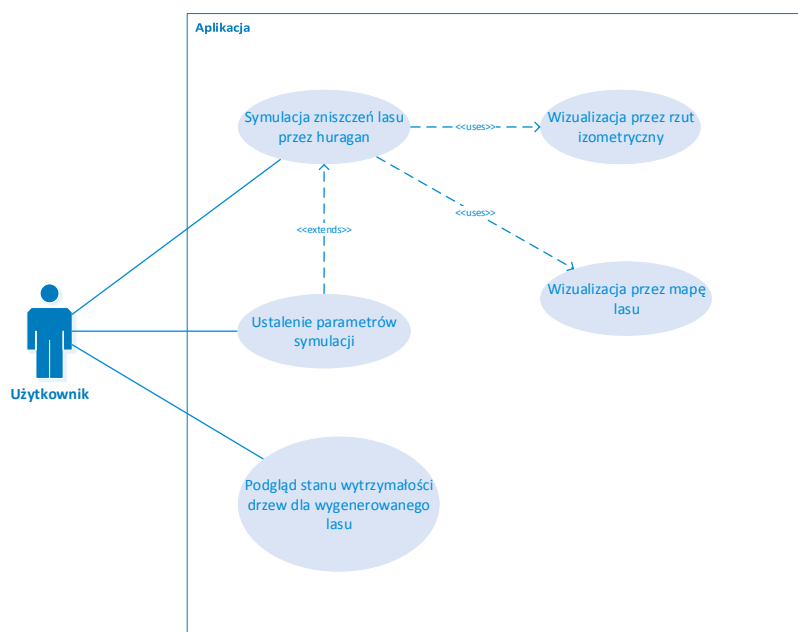 Aplikacja
Symulacja zniszczeń lasu
przez huragan
<<uses>>
Wizualizacja przez rzut
izometryczny
<<uses>>
<<extends>>
Wizualizacja przez mapę
lasu
Ustalenie parametrów
symulacji
Użytkownik
Podgląd stanu wytrzymałości
drzew dla wygenerowanego
lasu